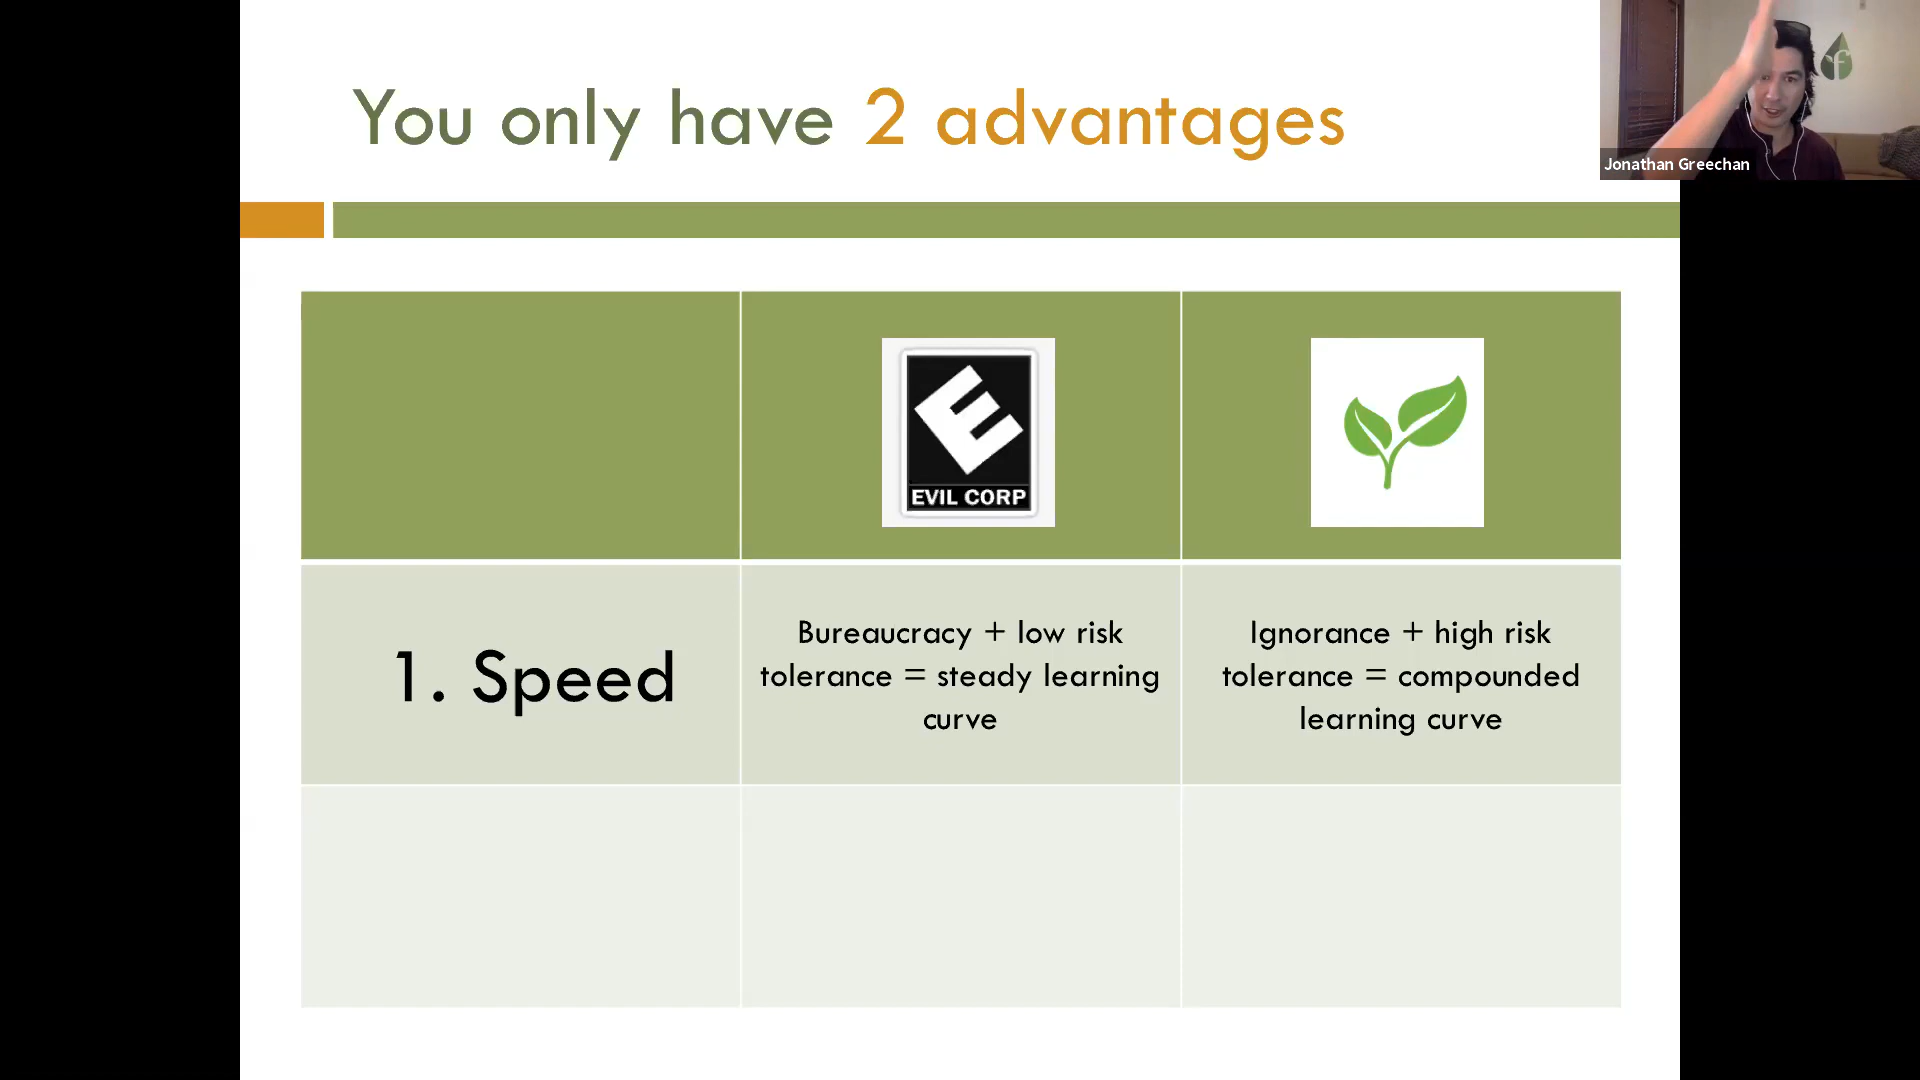 You only have 2 advantages
f
Jonathan Greechan
EVIL CORP
1. Speed
Bureaucracy + low risk
tolerance = steady learning
curve
Ignorance + high risk
tolerance = compounded
learning curve